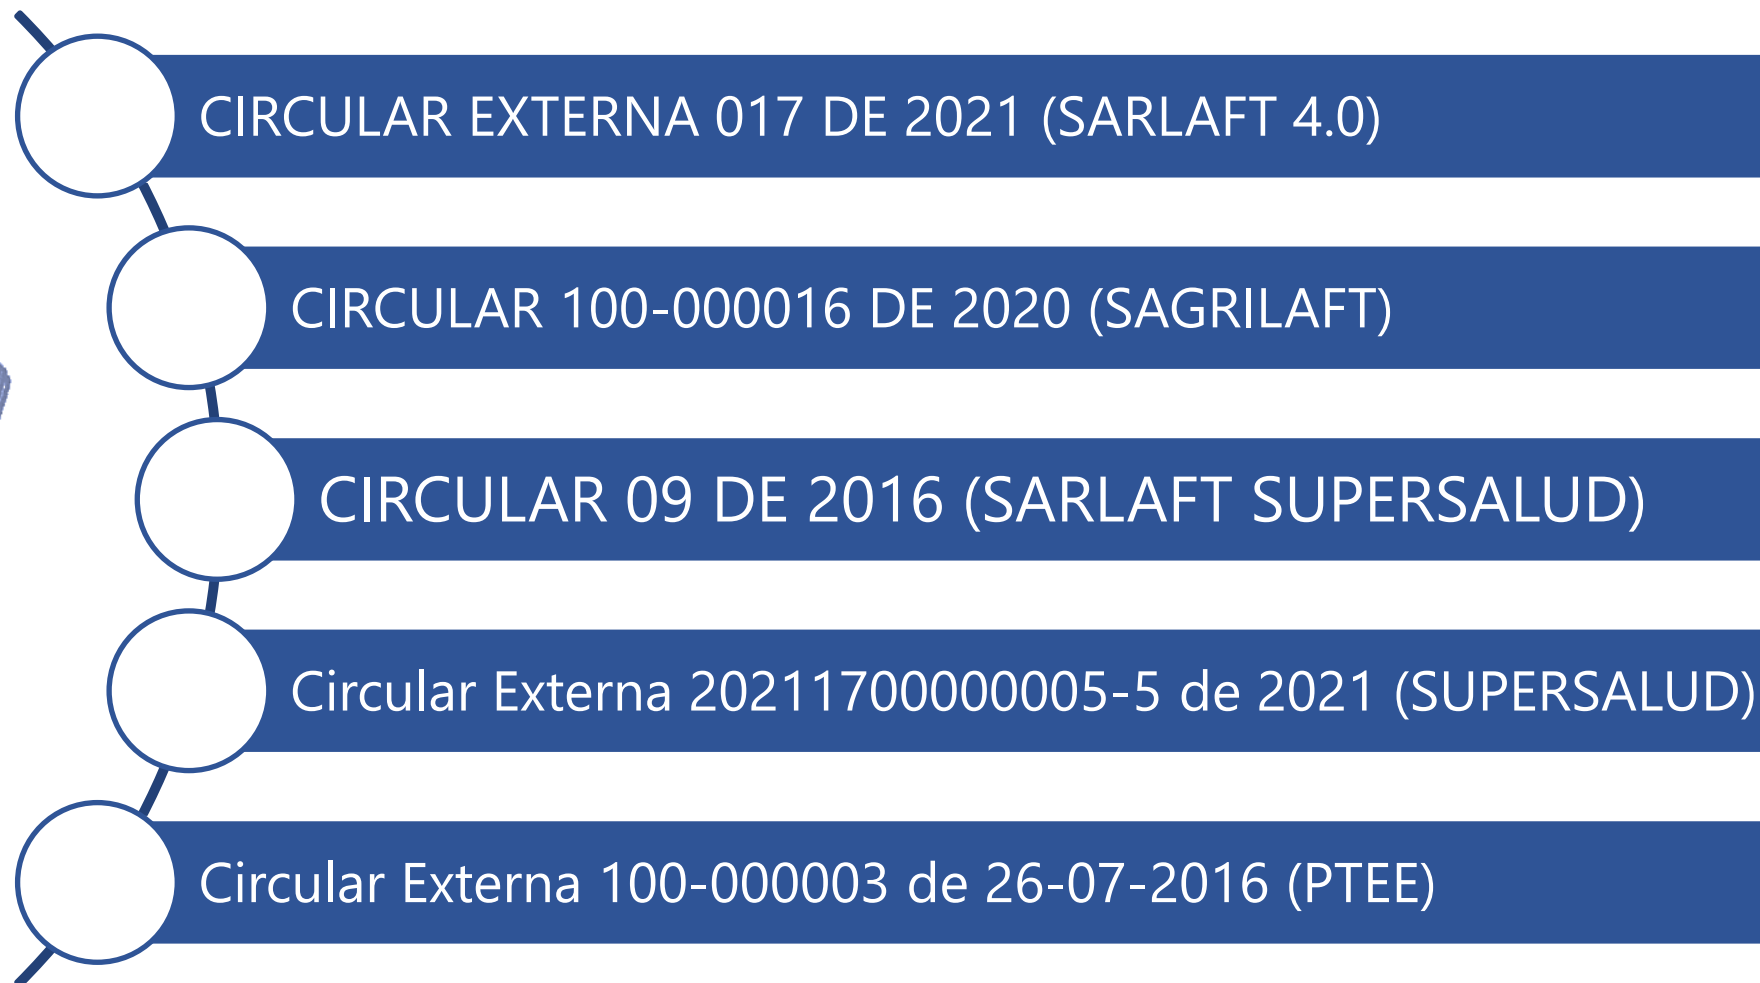 CIRCULAR EXTERNA 017 DE 2021 (SARLAFT 4.0)
CIRCULAR 100-000016 DE 2020 (SAGRILAFT)
CIRCULAR 09 DE 2016 (SARLAFT SUPERSALUD)
Circular Externa 20211700000005-5 de 2021 (SUPERSALUD)
Circular Externa 100-000003 de 26-07-2016 (PTEE)